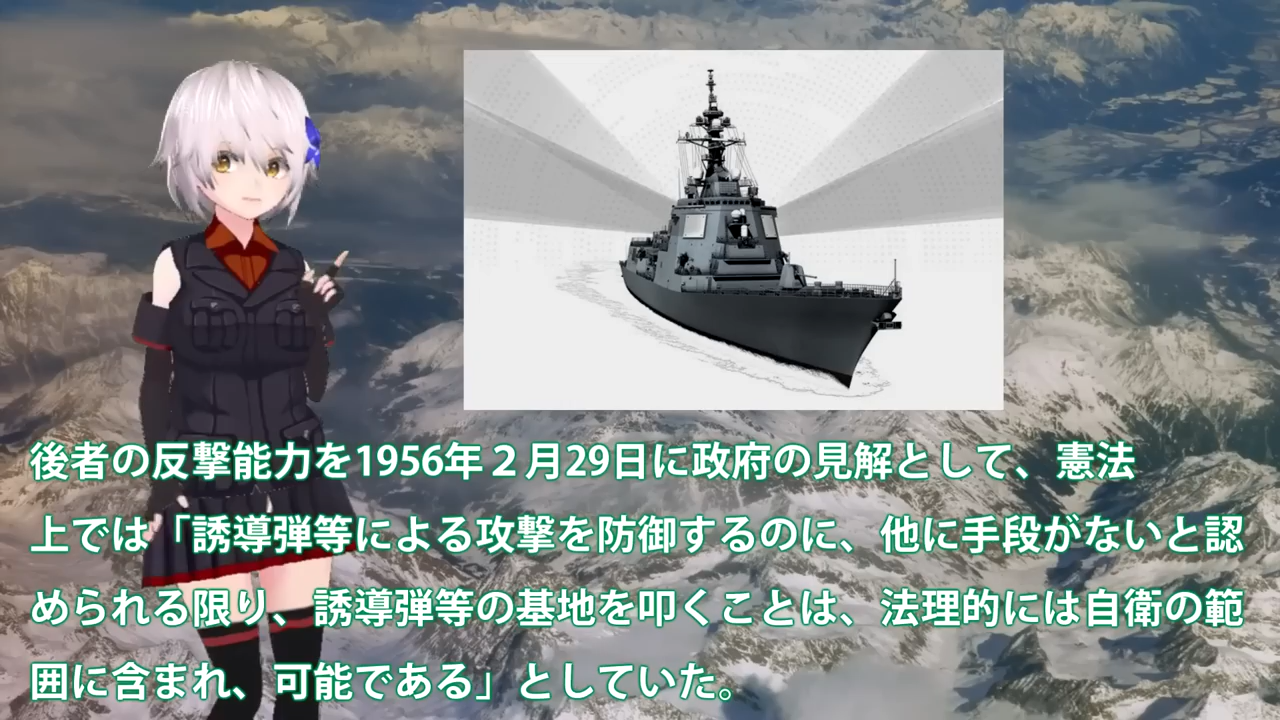 後者の反撃能力を1956年２月29日に政府の見解として、憲法
上では「誘導弾等による攻撃を防御するのに、他に手段がないと認
められる限り、誘導弾等の基地を叩くことは、法理的には自衛の範
囲に含まれ、可能である」としていた。